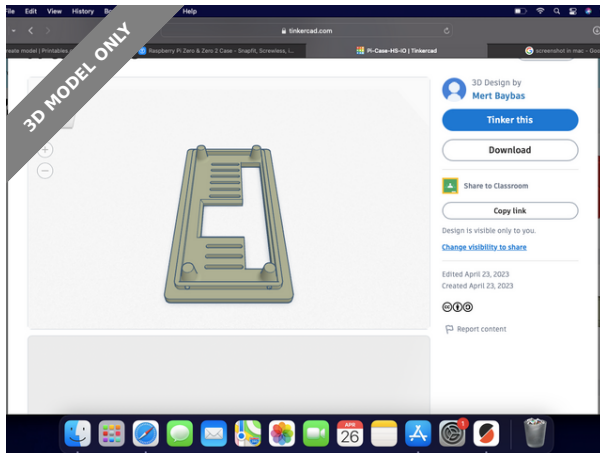 File Edit View History
Help
tinkercad.com
Raspberry Pi Zero & Zero 2 Case - Snapfit, Screwless, i...
Pi-Case-HS-IO | Tinkercad
screenshot in mac - Goo
3D MODEL ONLY
3D Design by
Mert Baybas
Tinker this
Download
Share to Classroom
Copy link
Design is visible only to you.
Change visibility to share
Edited April 23, 2023
Created April 23, 2023
Report content
APR
26
1